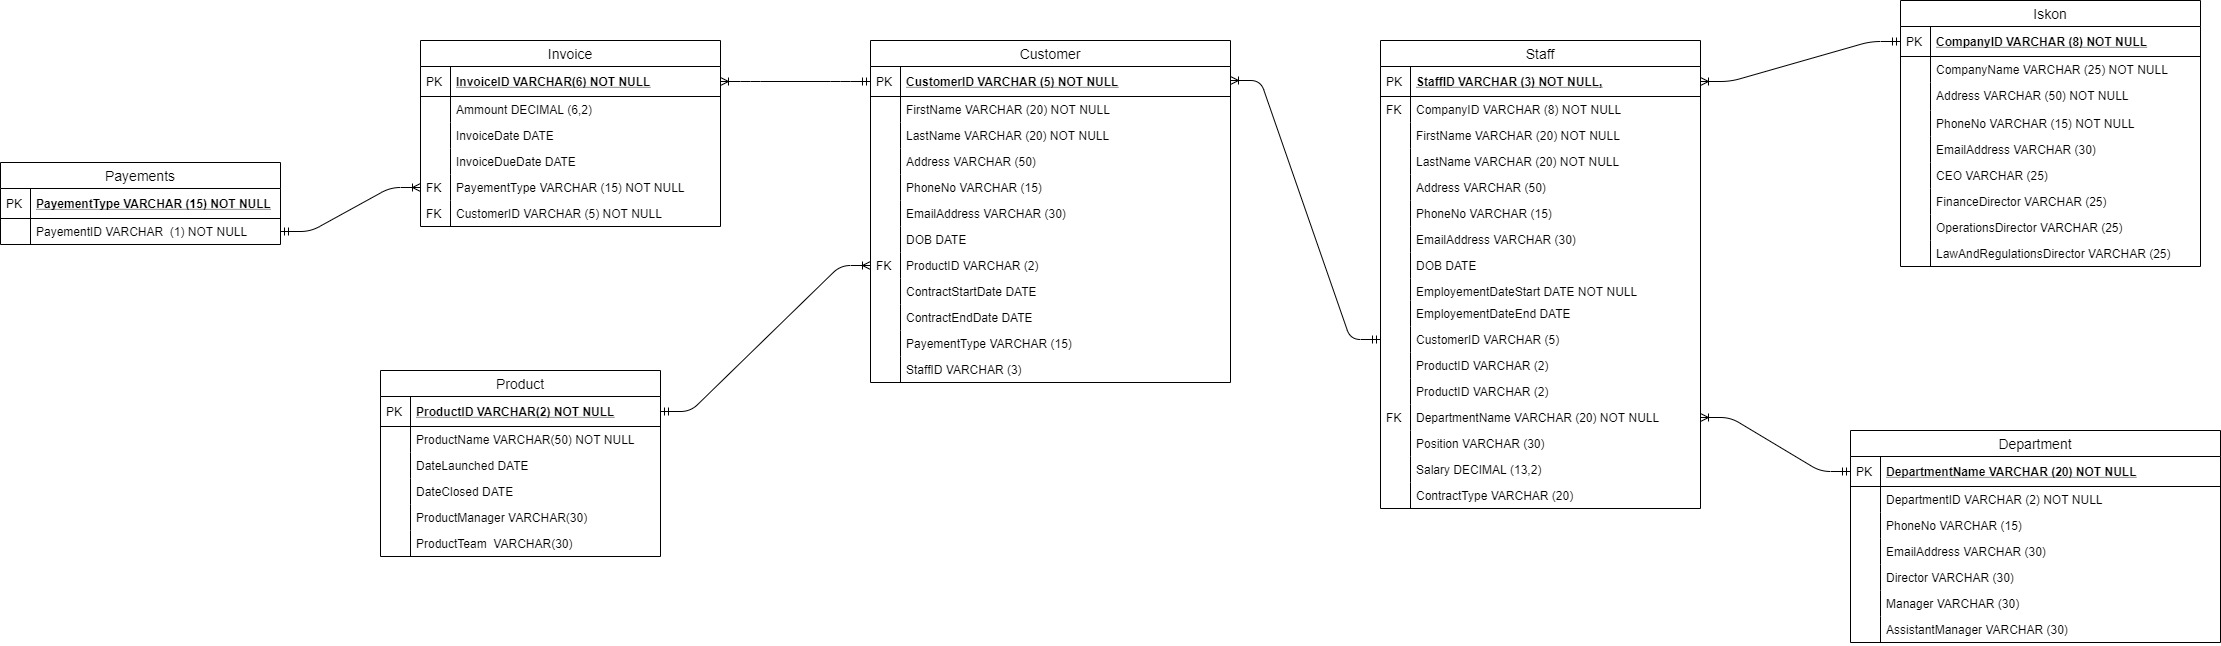 Payements
PK PayementType VARCHAR (15) NOT NULL
PayementID VARCHAR  (1) NOT NULL
Invoice
PK InvoiceID VARCHAR(6) NOT NULL
Ammount DECIMAL (6,2)
InvoiceDate DATE
InvoiceDueDate DATE
FK PayementType VARCHAR (15) NOT NULL
FK CustomerID VARCHAR (5) NOT NULL
Product
PK ProductID VARCHAR(2) NOT NULL
ProductName VARCHAR(50) NOT NULL
DateLaunched DATE
DateClosed DATE
ProductManager VARCHAR(30)
ProductTeam  VARCHAR(30)
Customer
PK CustomerID VARCHAR (5) NOT NULL
FirstName VARCHAR (20) NOT NULL
LastName VARCHAR (20) NOT NULL
Address VARCHAR (50)
PhoneNo VARCHAR (15)
EmailAddress VARCHAR (30)
DOB DATE
FK ProductID VARCHAR (2)
ContractStartDate DATE
ContractEndDate DATE
PayementType VARCHAR (15)
StaffID VARCHAR (3)
Staff
PK StaffID VARCHAR (3) NOT NULL,
FK CompanyID VARCHAR (8) NOT NULL
FirstName VARCHAR (20) NOT NULL
LastName VARCHAR (20) NOT NULL
Address VARCHAR (50)
PhoneNo VARCHAR (15)
EmailAddress VARCHAR (30)
DOB DATE
EmployementDateStart DATE NOT NULL
EmployementDateEnd DATE
CustomerID VARCHAR (5)
ProductID VARCHAR (2)
ProductID VARCHAR (2)
FK DepartmentName VARCHAR (20) NOT NULL
Position VARCHAR (30)
Salary DECIMAL (13,2)
ContractType VARCHAR (20)
Iskon
PK CompanyID VARCHAR (8) NOT NULL
CompanyName VARCHAR (25) NOT NULL
Address VARCHAR (50) NOT NULL
PhoneNo VARCHAR (15) NOT NULL
EmailAddress VARCHAR (30)
CEO VARCHAR (25)
FinanceDirector VARCHAR (25)
OperationsDirector VARCHAR (25)
LawAndRegulationsDirector VARCHAR (25)
Department
PK DepartmentName VARCHAR (20) NOT NULL
DepartmentID VARCHAR (2) NOT NULL
PhoneNo VARCHAR (15)
EmailAddress VARCHAR (30)
Director VARCHAR (30)
Manager VARCHAR (30)
AssistantManager VARCHAR (30)